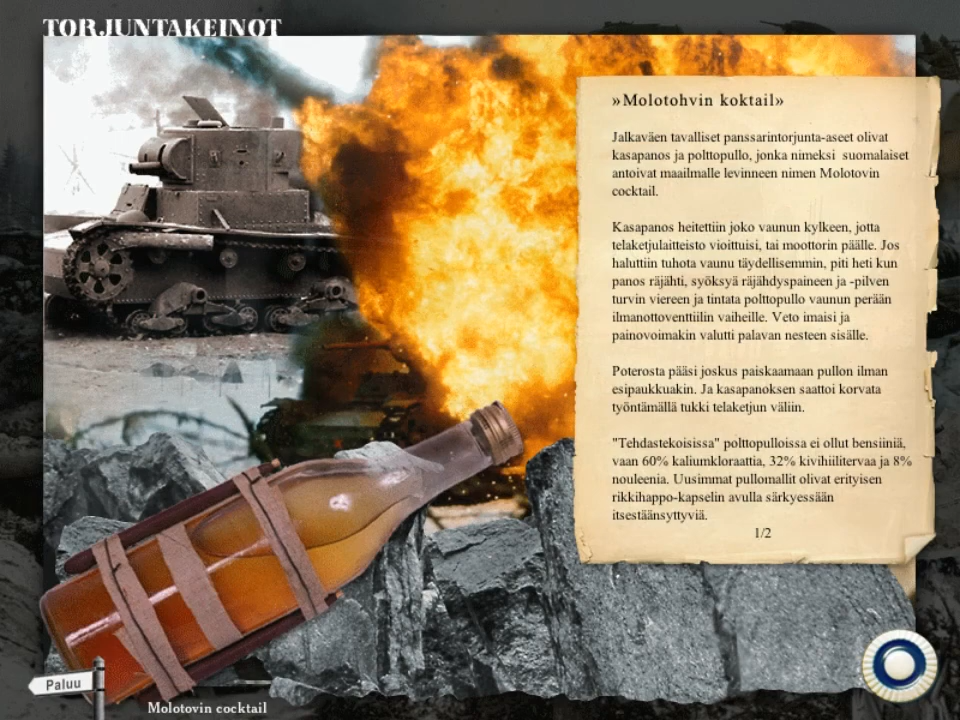 TORJUNTAKEINOT
»Molotohvin koktail»
Jalkaväen tavalliset panssarintorjunta-aseet olivat
kasapanos ja polttopullo, jonka nimeksi suomalaiset
antoivat maailmalle levinneen nimen Molotovin
cocktail.
Kasapanos heitettiin joko vaunun kylkeen, jotta
telaketjulaitteisto vioittuisi, tai moottorin päälle. Jos
haluttiin tuhota vaunu täydellisemmin, piti heti kun
panos räjähti, syöksyä räjähdyspaineen ja -pilven
turvin viereen ja tintata polttopullo vaunun perään
ilmanottoventtiilin vaiheille. Veto imaisi ja
painovoimakin valutti palavan nesteen sisälle.
Poterosta pääsi joskus paiskaamaan pullon ilman
esipaukkuakin. Ja kasapanoksen saattoi korvata
työntämällä tukki telaketjun väliin.
"Tehdastekoisissa" polttopulloissa ei ollut bensiiniä,
vaan 60% kaliumkloraattia, 32% kivihiilitervaa ja 8%
nouleenia. Uusimmat pullomallit olivat erityisen
rikkihappo-kapselin avulla särkyessään
itsestäänsyttyviä.
1/2
Paluu
Molotovin cocktail